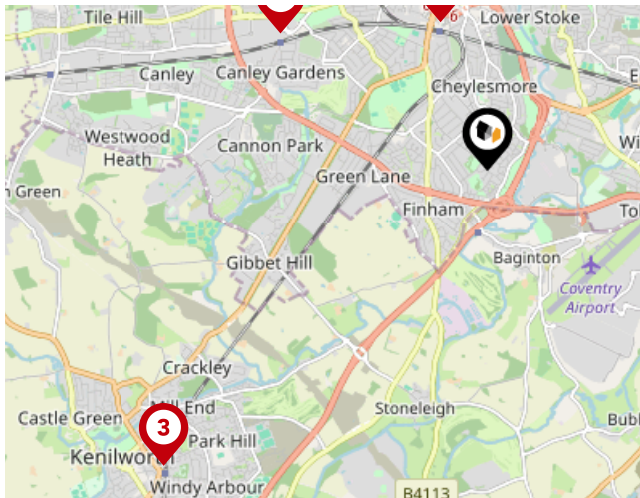 Tile Hill
6
Lower Stoke
Canley
Canley Gardens
Cheylesmore
Westwood
Heath
Cannon Park
Green Lane
n Green
Finham
Gibbet Hill
Baginton
Coventry
Airport
Crackley
Castle Green
Mill End
Stoneleigh
3
Park Hill
Kenilworth
Windy Arbour
B4113